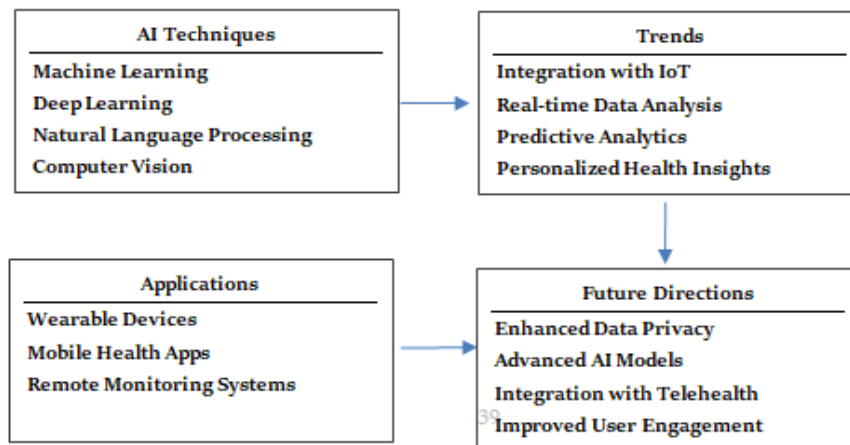 AI Techniques
Machine Learning
Deep Learning
Natural Language Processing
Computer Vision
Trends
Integration with IoT
Real-time Data Analysis
Predictive Analytics
Personalized Health Insights
Applications
Wearable Devices
Mobile Health Apps
Remote Monitoring Systems
Future Directions
Enhanced Data Privacy
Advanced AI Models
Integration with Telehealth
39
Improved User Engagement